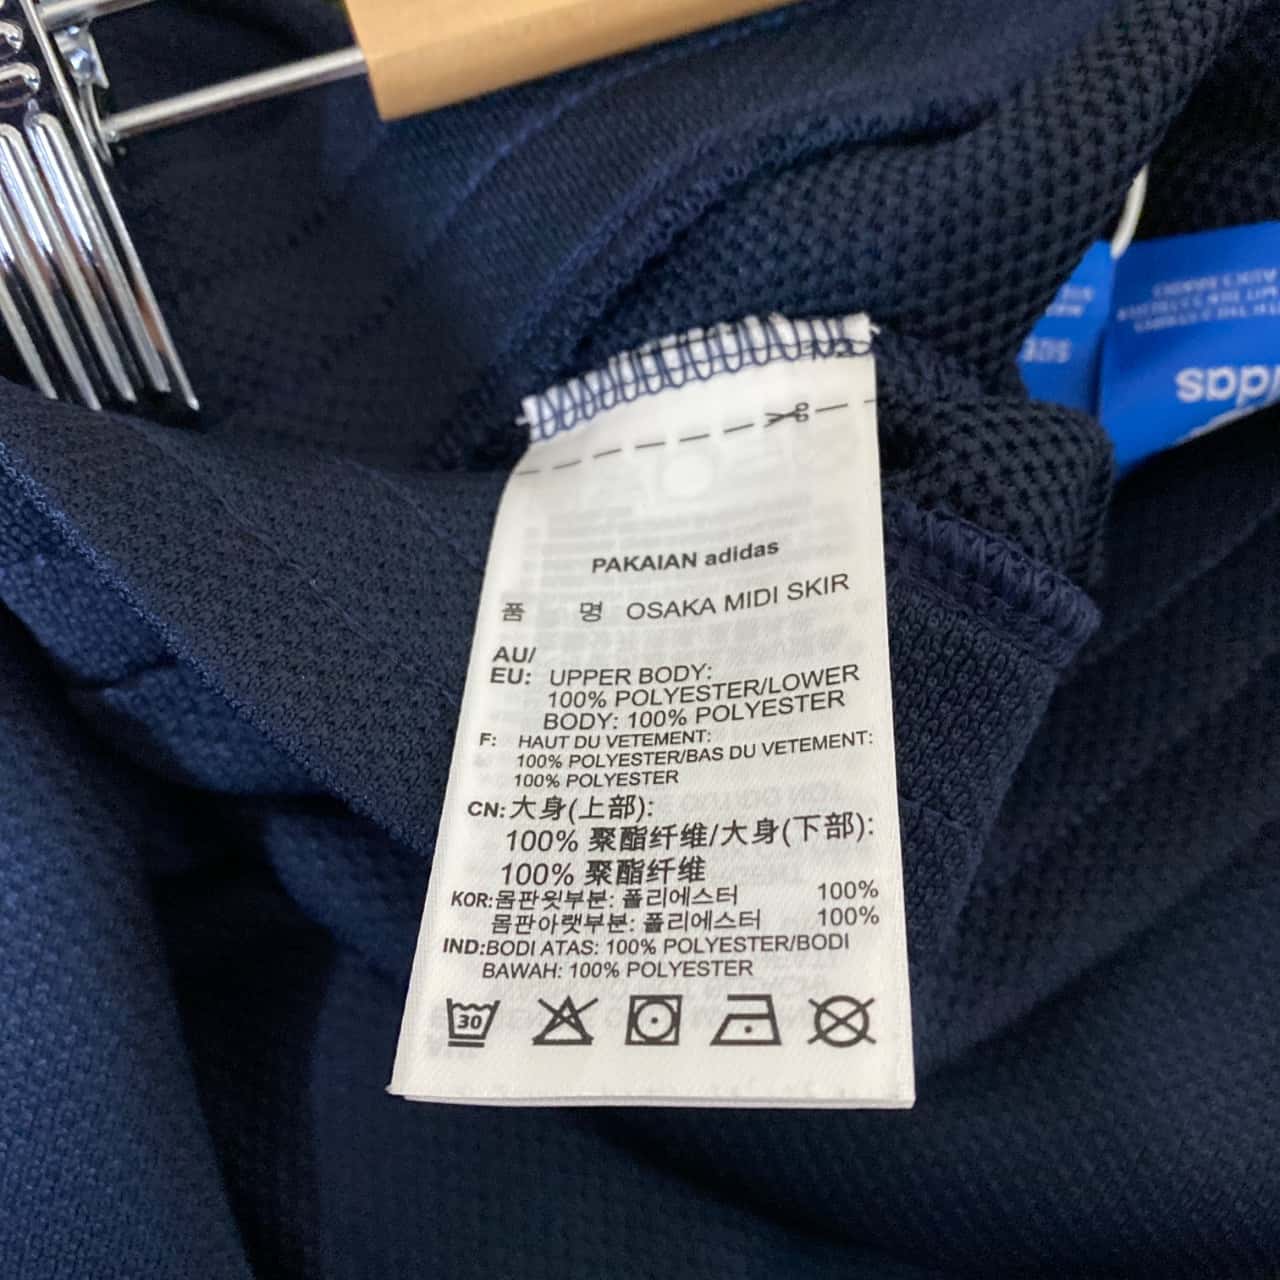 PAKAIAN adidas
품 명 OSAKA MIDI SKIR
AU/
EU: UPPER BODY:
100% POLYESTER/LOWER
BODY: 100% POLYESTER
F: HAUT DU VETEMENT:
100% POLYESTER/BAS DU VETEMENT:
100% POLYESTER
CN: 大身(上部):
100% 聚酯纤维/大身(下部):
100% 聚酯纤维
KOR:몸판윗부분: 폴리에스터 100%
몸판아랫부분: 폴리에스터 100%
IND:BODI ATAS: 100% POLYESTER/BODI
BAWAH: 100% POLYESTER
30
adidas